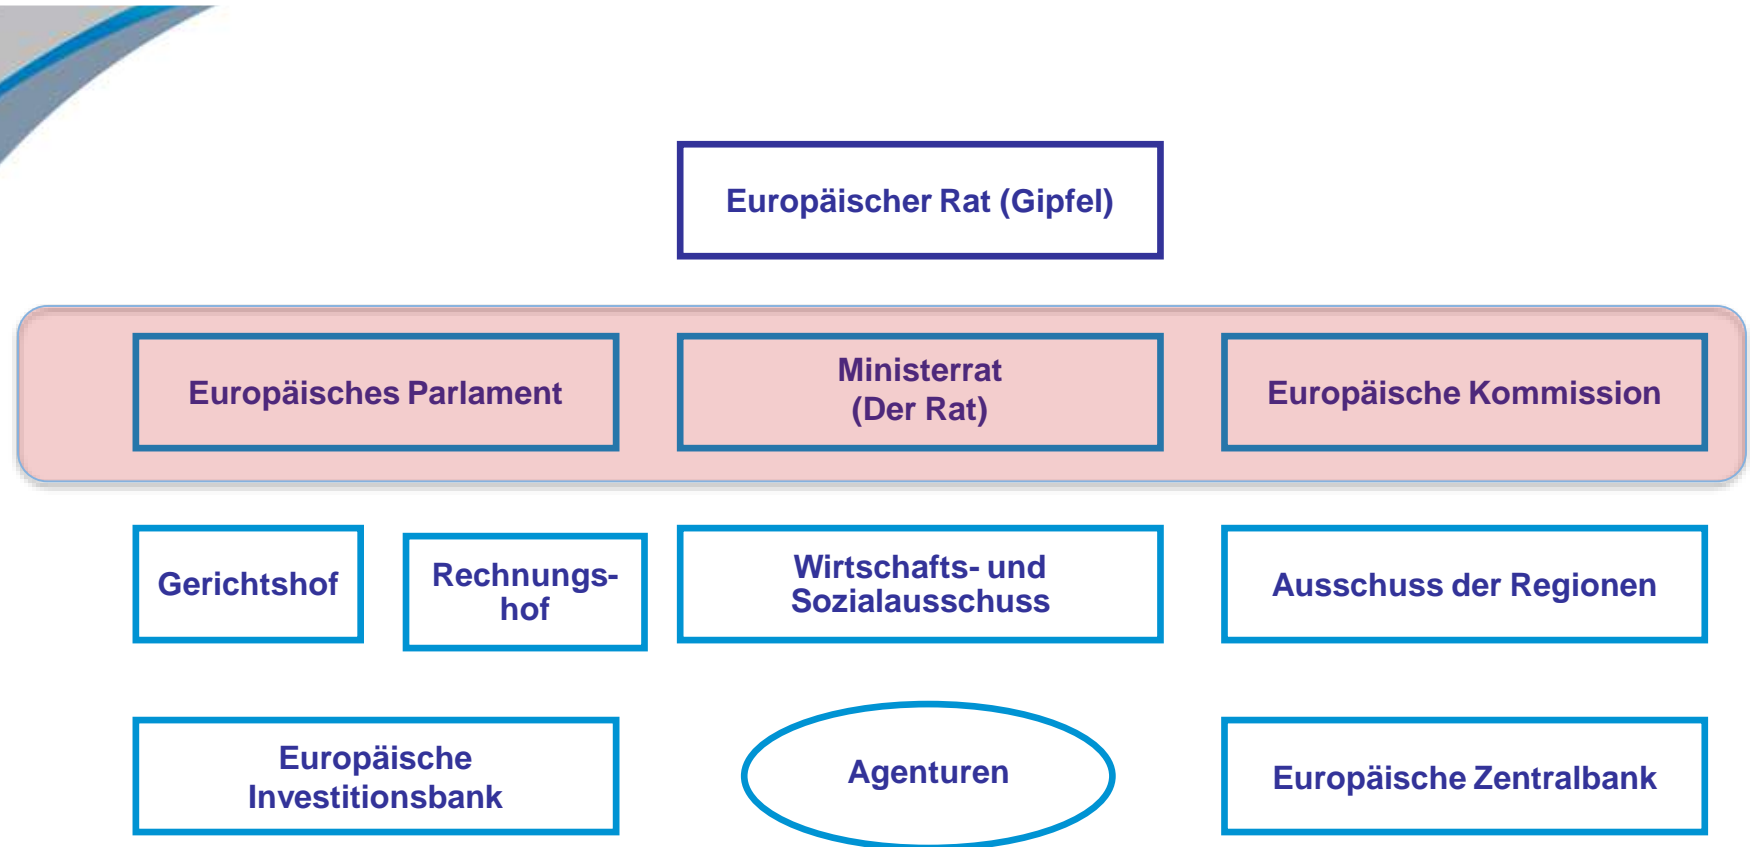 Europäischer Rat (Gipfel)
Europäisches Parlament
Ministerrat
(Der Rat)
Europäische Kommission
Gerichtshof
Rechnungs-
hof
Wirtschafts- und
Sozialausschuss
Ausschuss der Regionen
Europäische
Investitionsbank
Agenturen
Europäische Zentralbank